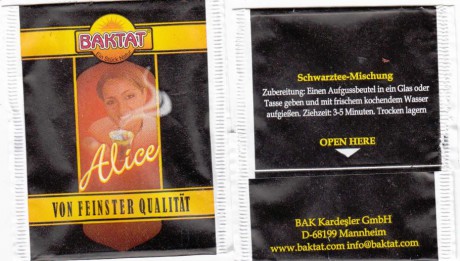 BAKTAT
Alice
VON FEINSTER QUALITÄT
Schwarztee-Mischung
Zubereitung: Einen Aufgussbeutel in ein Glas oder
Tasse geben und mit frischem kochendem Wasser
aufgießen. Ziehzeit: 3-5 Minuten. Trocken lagern
OPEN HERE
BAK Kardeşler GmbH
D-68199 Mannheim
www.baktat.com info@baktat.com